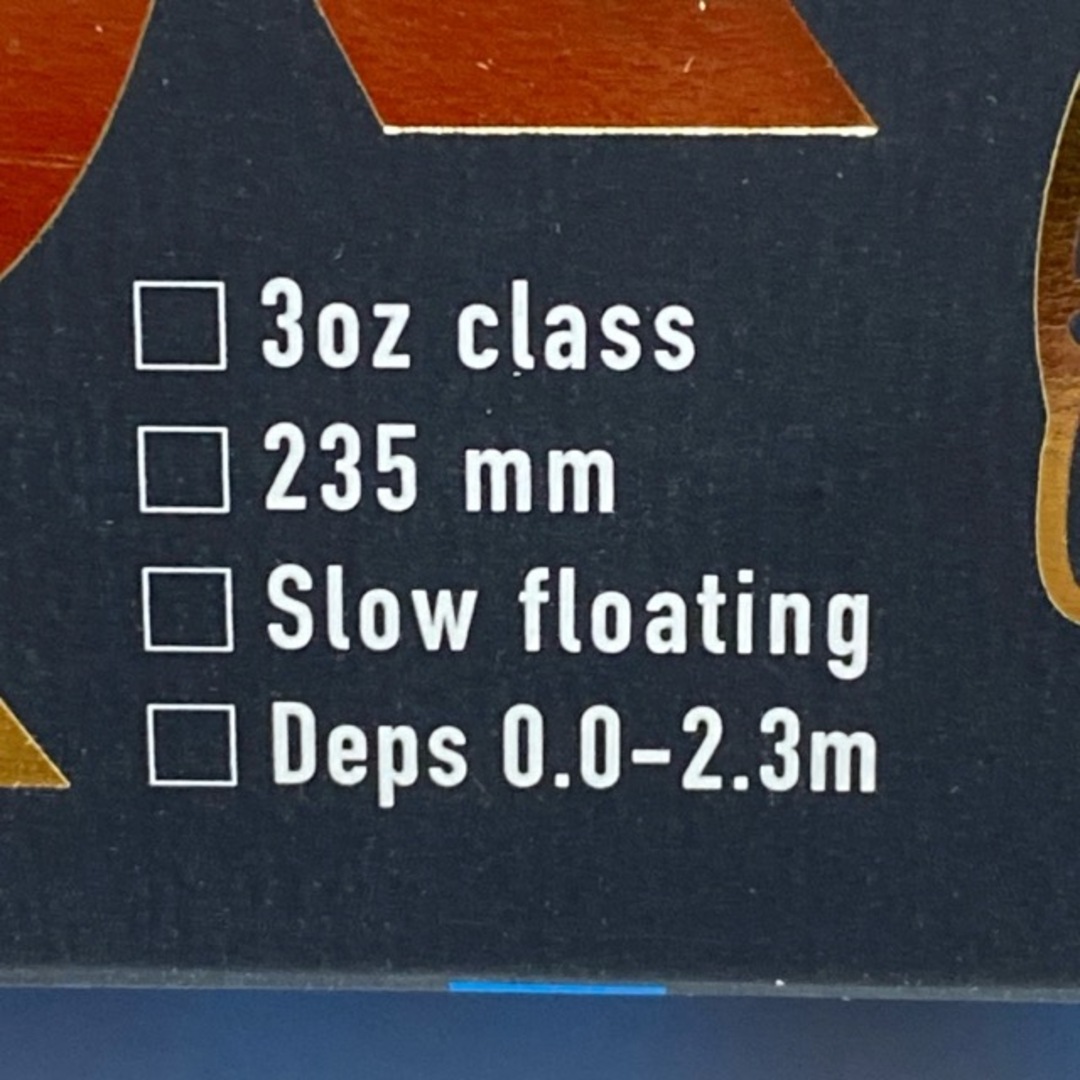 3oz class
235 mm
Slow floating
Deps 0.0-2.3m